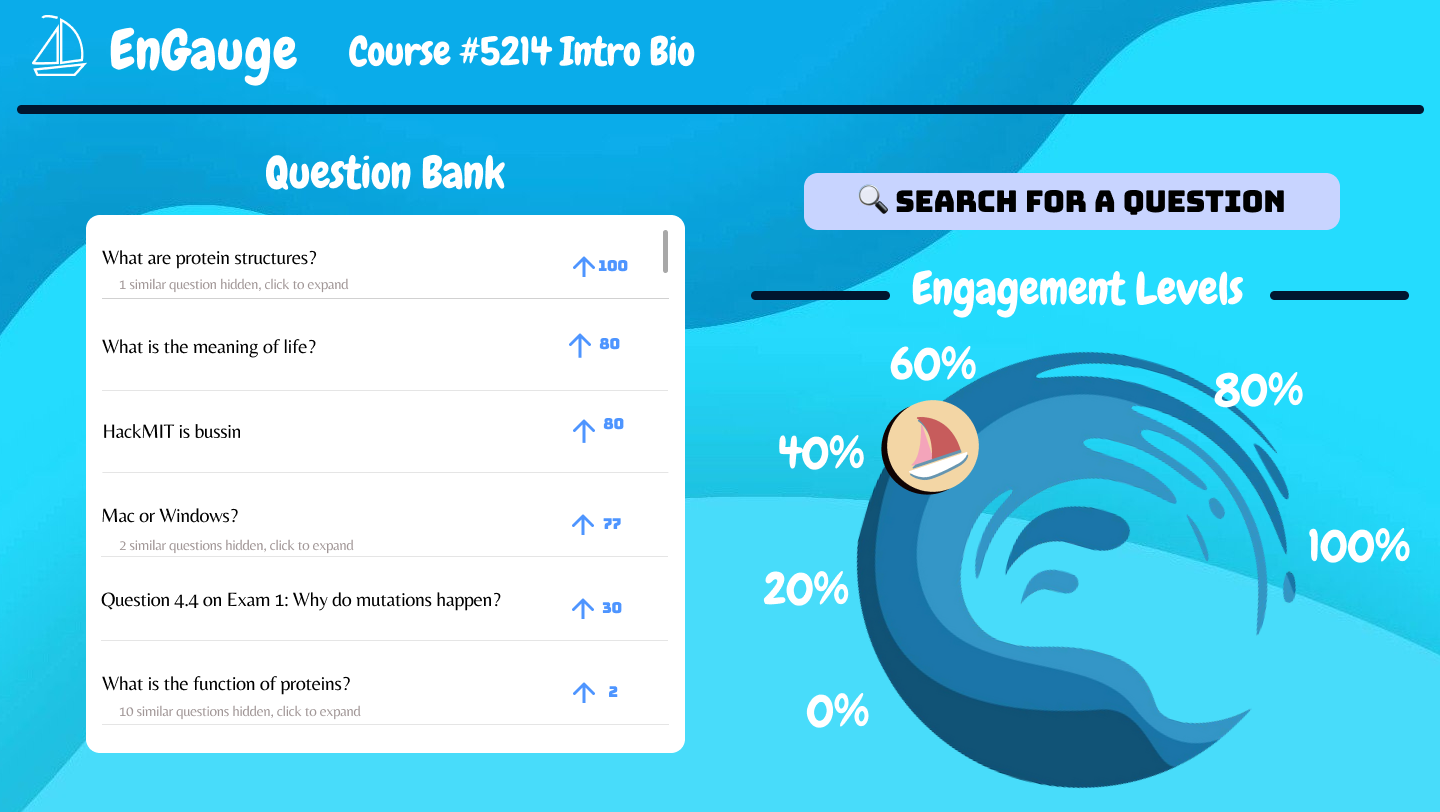 EnGauge
Course #5214 Intro Bio
Question Bank
What are protein structures?
100
1 similar question hidden, click to expand
What is the meaning of life?
80
HackMIT is bussin
80
Mac or Windows?
77
2 similar questions hidden, click to expand
Question 4.4 on Exam 1: Why do mutations happen?
30
What is the function of proteins?
2
10 similar questions hidden, click to expand
SEARCH FOR A QUESTION
Engagement Levels
60%
80%
40%
100%
20%
0%